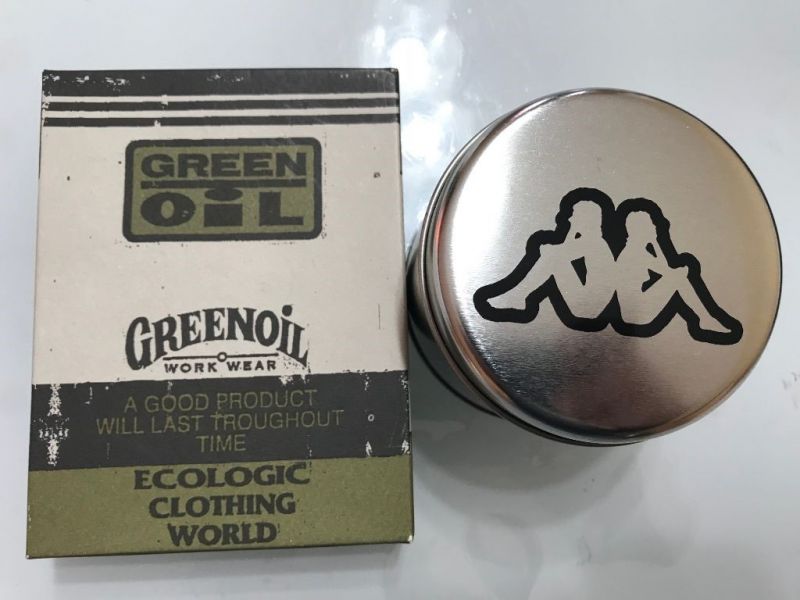 GREEN
OiL
GREENOiL
WORK WEAR
A GOOD PRODUCT
WILL LAST TROUGHOUT
TIME
ECOLOGIC
CLOTHING
WORLD